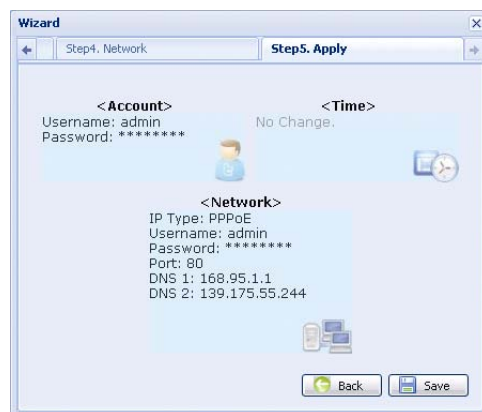 Wizard
Step4. Network
Step5. Apply
<Account>
Username: admin
Password: ********
<Time>
No Change.
<Network>
IP Type: PPPoE
Username: admin
Password: ********
Port: 80
DNS 1: 168.95.1.1
DNS 2: 139.175.55.244
Back
Save